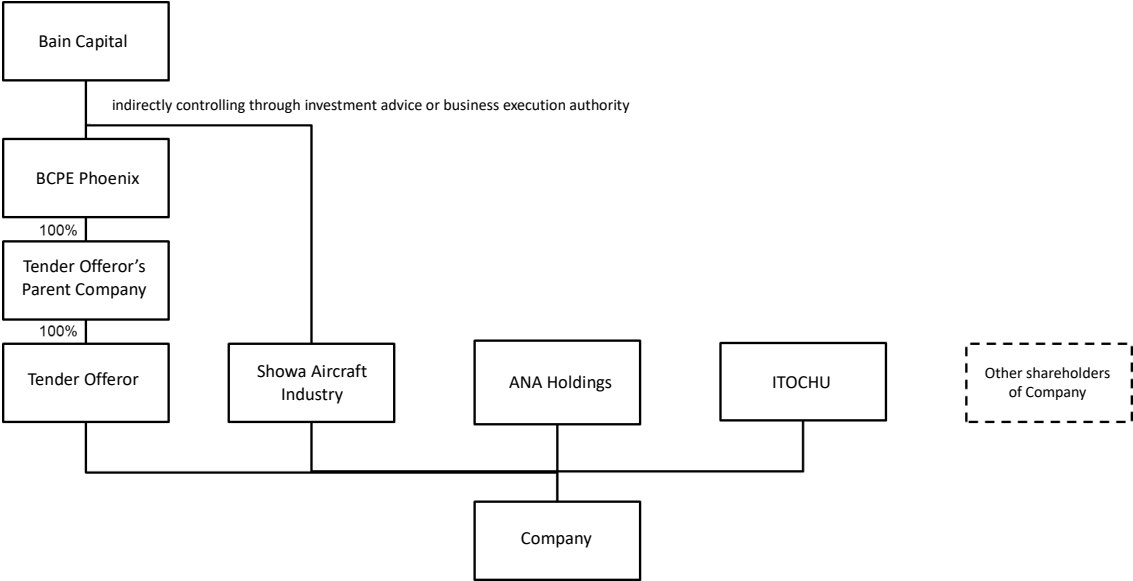 Bain Capital
indirectly controlling through investment advice or business execution authority
BCPE Phoenix
100%
Tender Offeror’s
Parent Company
100%
Tender Offeror
Showa Aircraft
Industry
ANA Holdings
ITOCHU
Other shareholders
of Company
Company